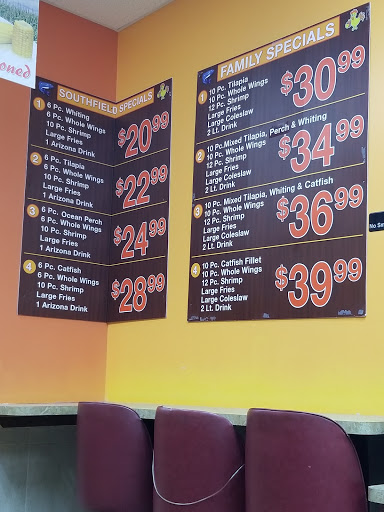 oned
SOUTHFIELD SPECIALS
1
6 Pc. Whiting
6 Pc. Whole Wings
10 Pc. Shrimp
Large Fries
1 Arizona Drink
$20.99
2
6 Pc. Tilapia
6 Pc. Whole Wings
10 Pc. Shrimp
Large Fries
1 Arizona Drink
$22.99
3
6 Pc. Ocean Perch
6 Pc. Whole Wings
10 Pc. Shrimp
Large Fries
1 Arizona Drink
$24.99
4
6 Pc. Catfish
6 Pc. Whole Wings
10 Pc. Shrimp
Large Fries
1 Arizona Drink
$28.99
FAMILY SPECIALS
1
10 Pc. Tilapia
10 Pc. Whole Wings
12 Pc. Shrimp
Large Fries
Large Coleslaw
2 Lt. Drink
$30.99
2
10 Pc. Mixed Tilapia, Perch & Whiting
10 Pc. Whole Wings
12 Pc. Shrimp
Large Fries
Large Coleslaw
2 Lt. Drink
$34.99
3
10 Pc. Mixed Tilapia, Whiting & Catfish
10 Pc. Whole Wings
12 Pc. Shrimp
Large Fries
Large Coleslaw
2 Lt. Drink
$36.99
4
10 Pc. Catfish Fillet
10 Pc. Whole Wings
12 Pc. Shrimp
Large Fries
Large Coleslaw
2 Lt. Drink
$39.99